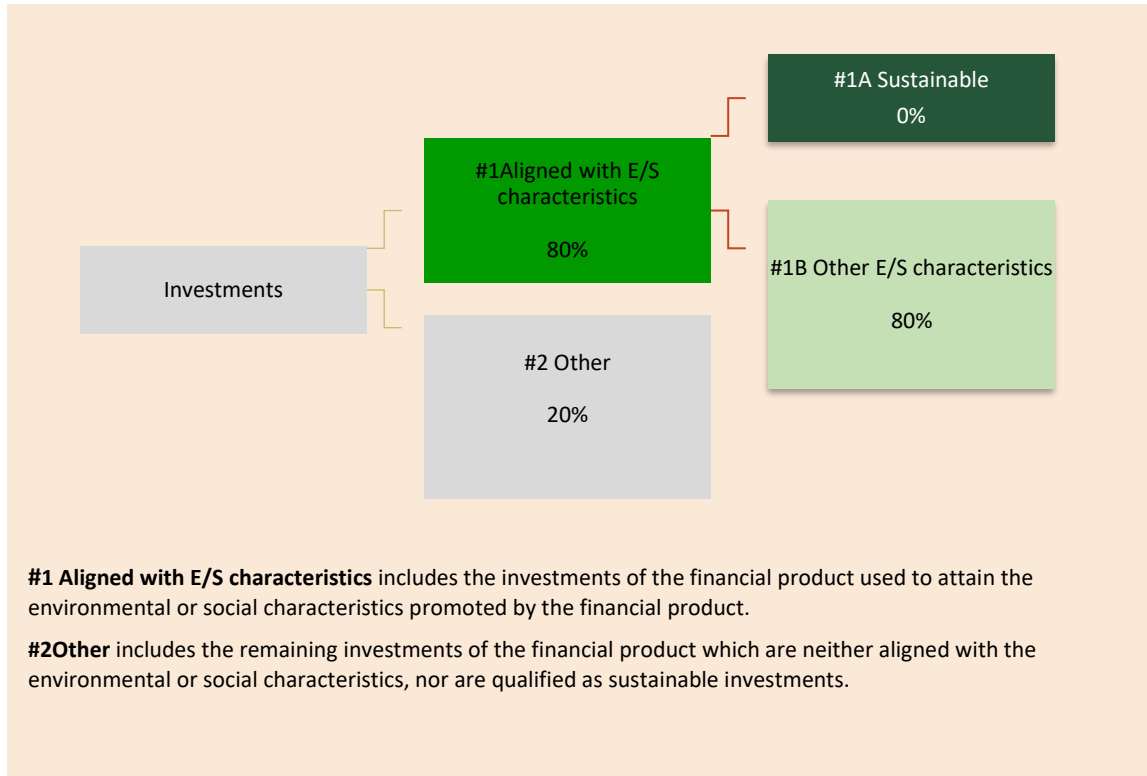 #1A Sustainable
0%
#1Aligned with E/S
characteristics
80%
#1B Other E/S characteristics
80%
Investments
#2 Other
20%
#1 Aligned with E/S characteristics includes the investments of the financial product used to attain the
environmental or social characteristics promoted by the financial product.
#2Other includes the remaining investments of the financial product which are neither aligned with the
environmental or social characteristics, nor are qualified as sustainable investments.